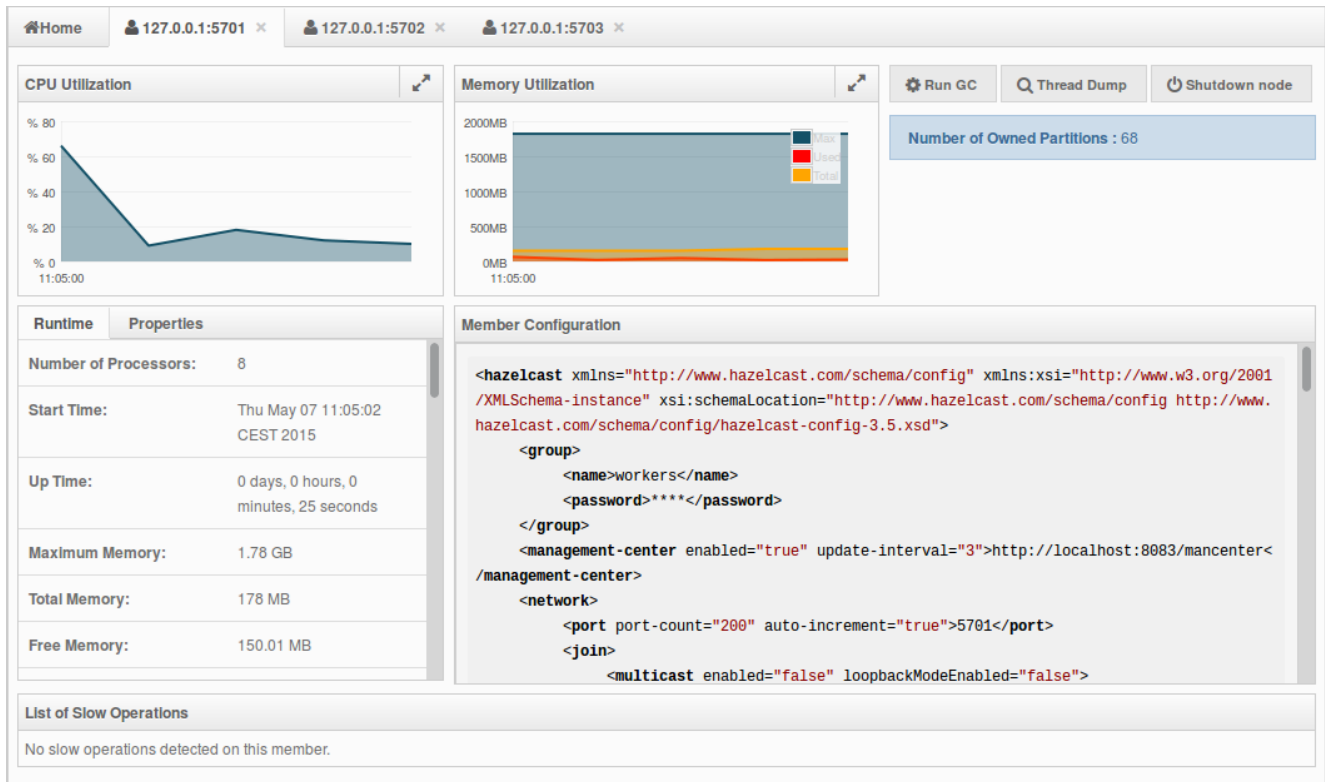 Home 127.0.0.1:5701 × 127.0.0.1:5702 × 127.0.0.1:5703 ×
CPU Utilization
% 80
% 60
% 40
% 20
% 0
11:05:00
Memory Utilization
2000MB
1500MB
1000MB
500MB
0MB
11:05:00
Max
Used
Total
Run GC Thread Dump Shutdown node
Number of Owned Partitions : 68
Runtime Properties
Number of Processors: 8
Start Time: Thu May 07 11:05:02
CEST 2015
Up Time: 0 days, 0 hours, 0
minutes, 25 seconds
Maximum Memory: 1.78 GB
Total Memory: 178 MB
Free Memory: 150.01 MB
Member Configuration
<hazelcast xmlns="http://www.hazelcast.com/schema/config" xmlns:xsi="http://www.w3.org/2001
/XMLSchema-instance" xsi:schemaLocation="http://www.hazelcast.com/schema/config http://www.
hazelcast.com/schema/config/hazelcast-config-3.5.xsd">
<group>
<name>workers</name>
<password>****</password>
</group>
<management-center enabled="true" update-interval="3">http://localhost:8083/mancenter<
/management-center>
<network>
<port port-count="200" auto-increment="true">5701</port>
<join>
<multicast enabled="false" loopbackModeEnabled="false">
List of Slow Operations
No slow operations detected on this member.